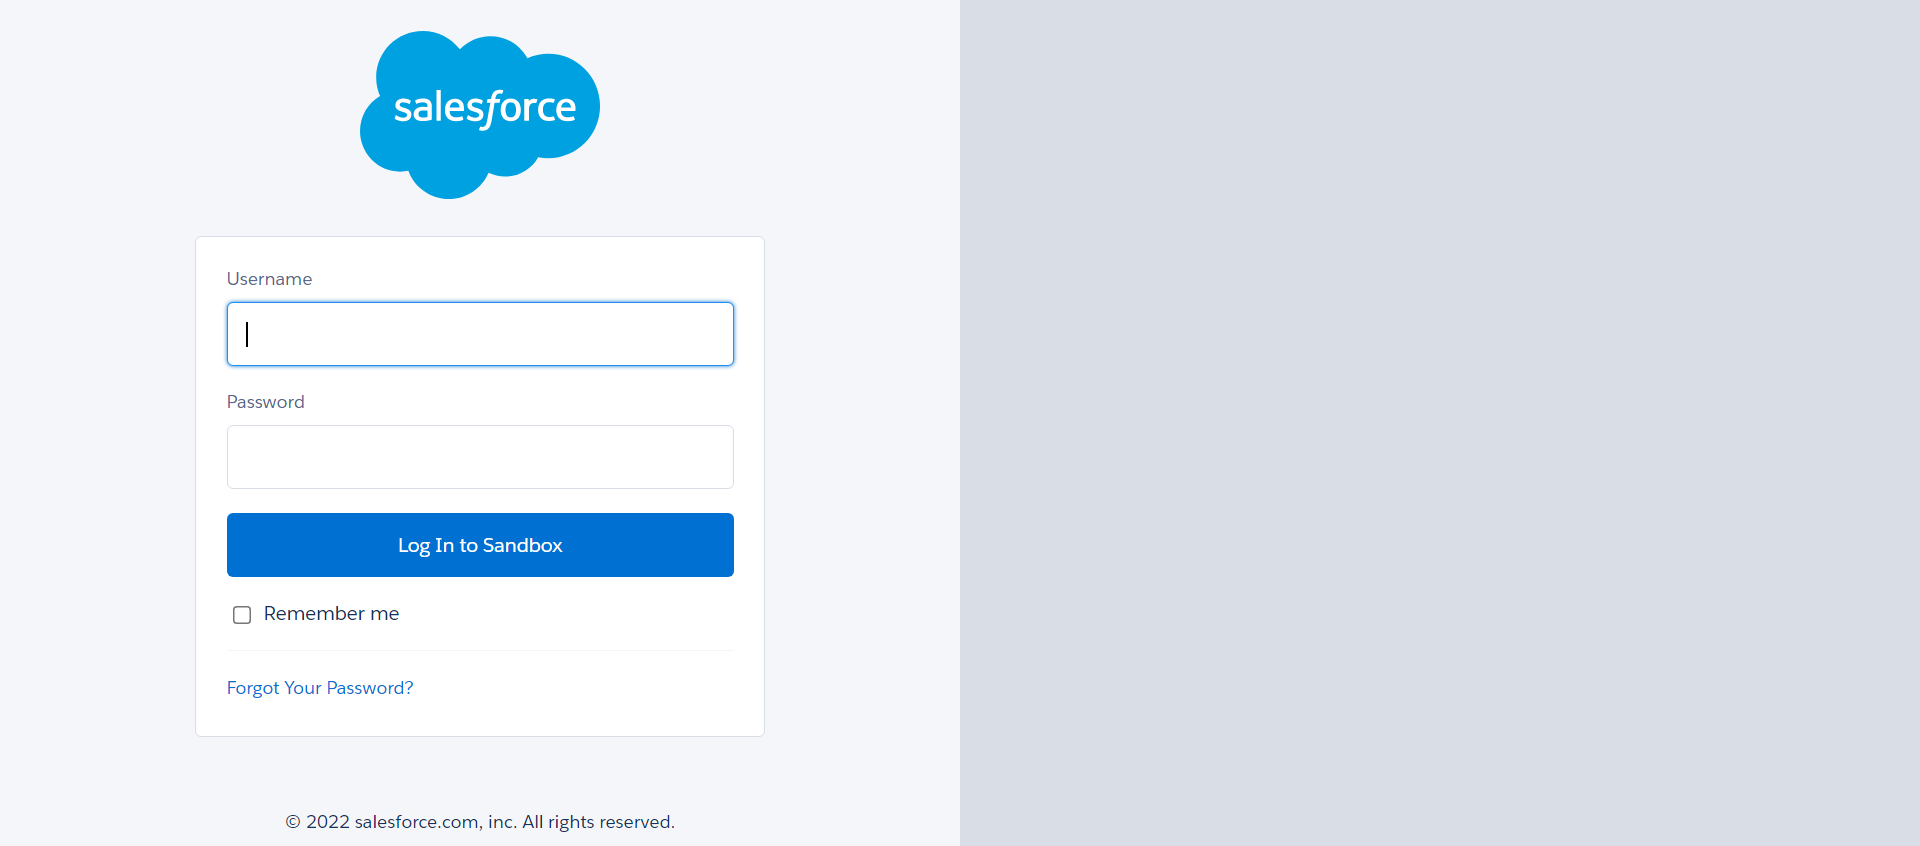 salesforce
Username
Password
Log In to Sandbox
Remember me
Forgot Your Password?
© 2022 salesforce.com, inc. All rights reserved.